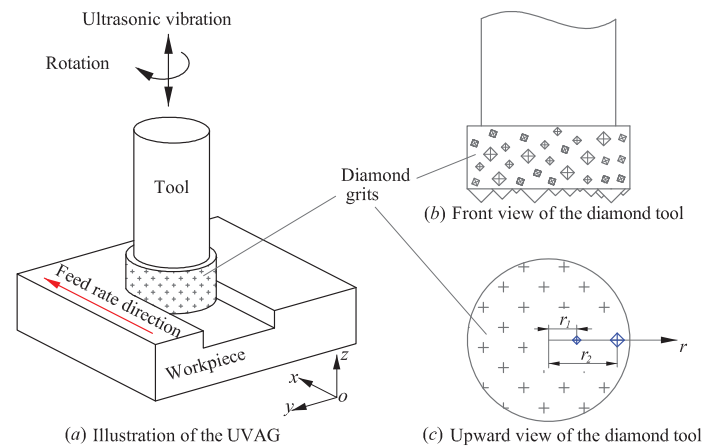 Ultrasonic vibration
Rotation
Tool
Feed rate direction
Workpiece
z
x
y
o
(a) Illustration of the UVAG
Diamond
grits
(b) Front view of the diamond tool
r1
r2
r
(c) Upward view of the diamond tool